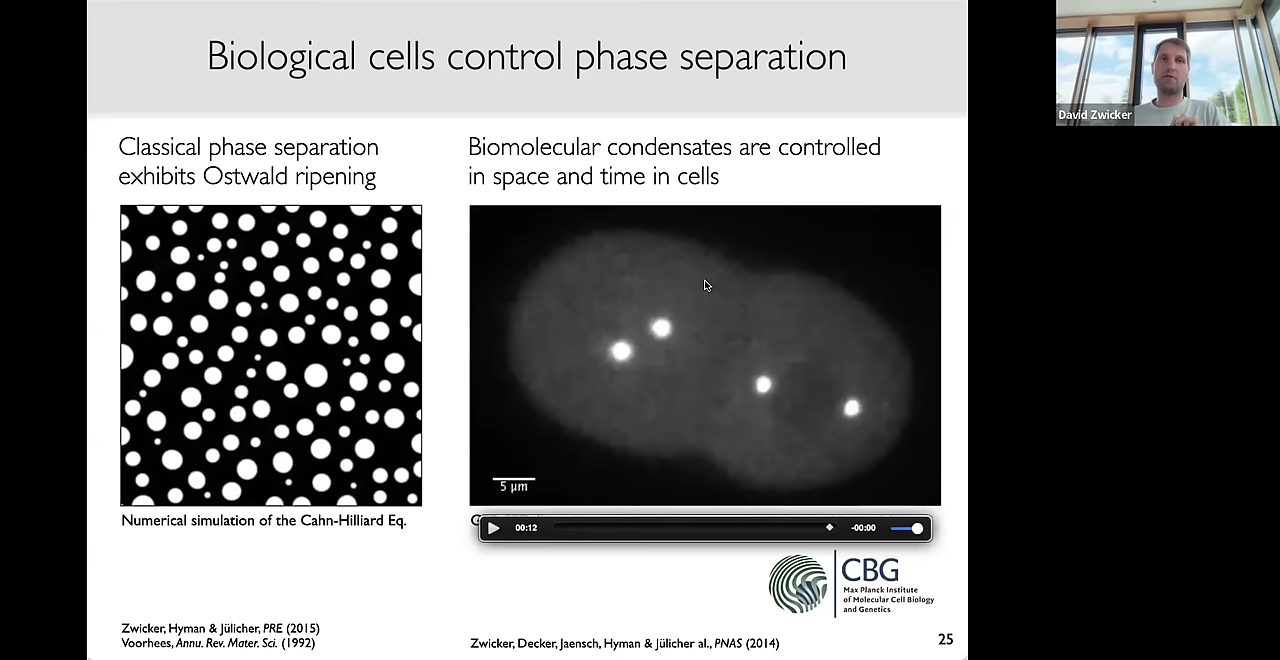 Biological cells control phase separation
Classical phase separation
exhibits Ostwald ripening
Biomolecular condensates are controlled
in space and time in cells
5 μm
Numerical simulation of the Cahn-Hilliard Eq.
00:12
-00:00
CBG
Max Planck Institute
of Molecular Cell Biology
and Genetics
Zwicker, Hyman & Jülicher, PRE (2015)
Voorhees, Annu. Rev. Mater. Sci. (1992)
Zwicker, Decker, Jaensch, Hyman & Jülicher al., PNAS (2014)
25
David Zwicker